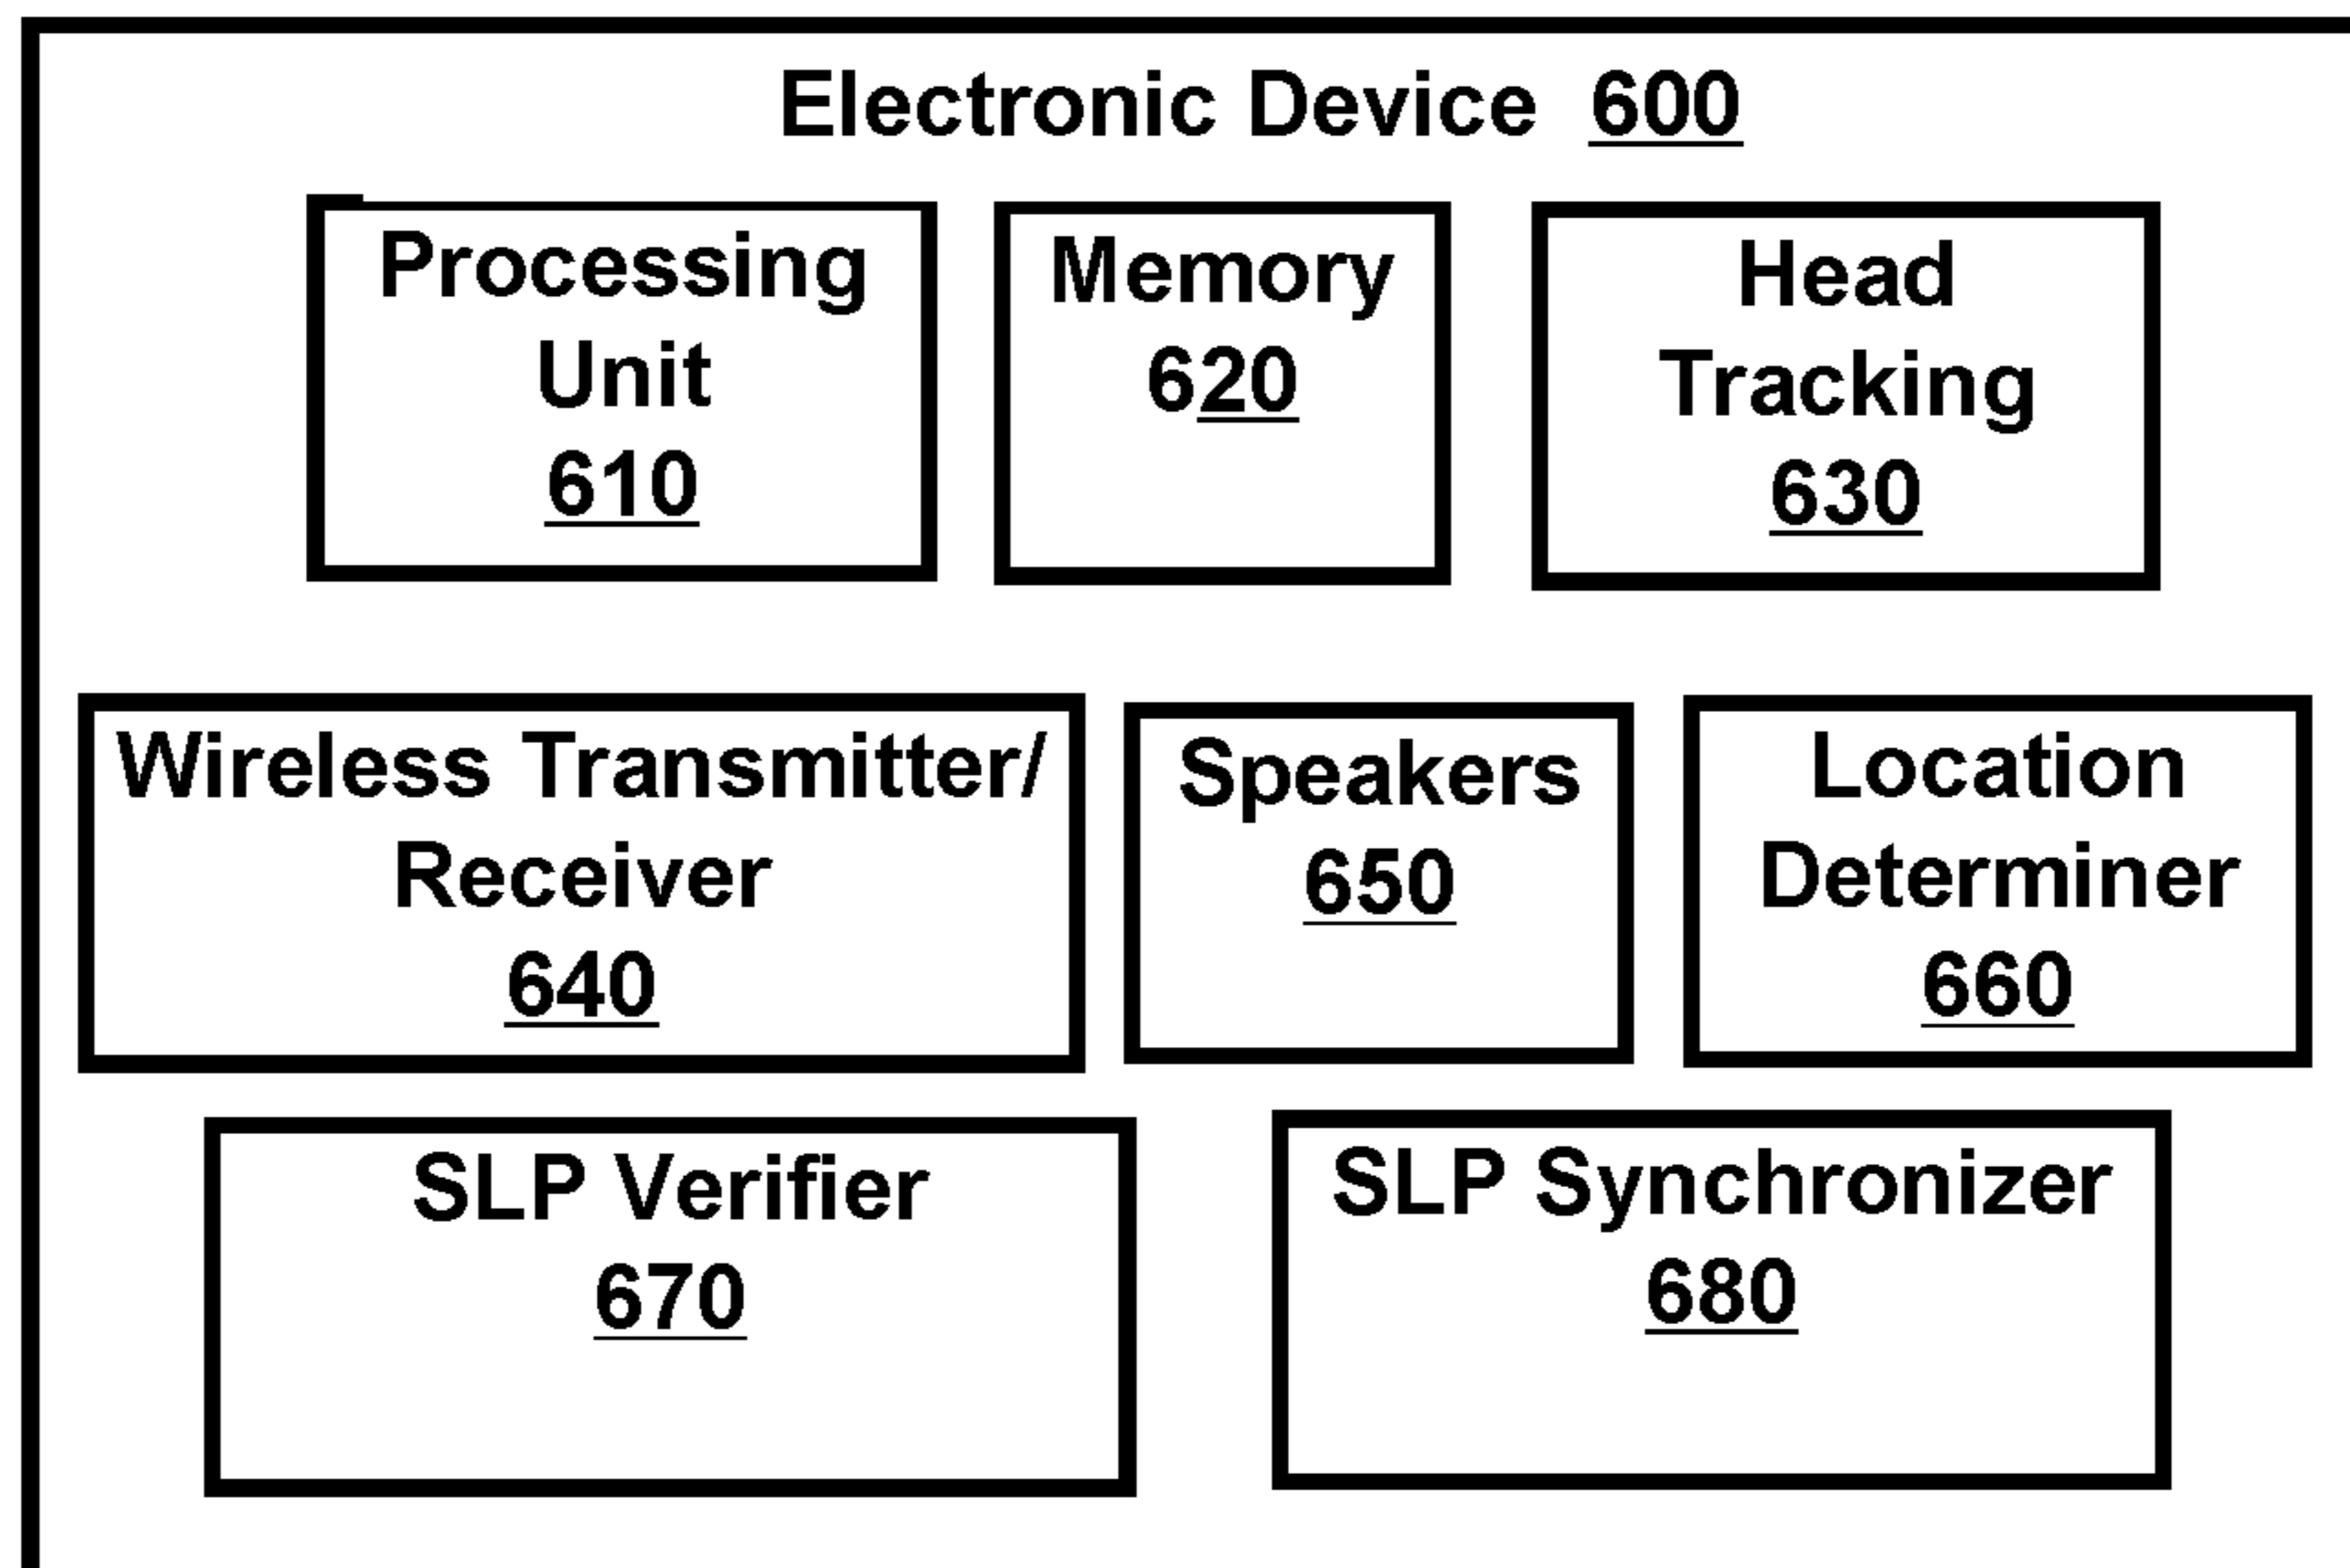 Electronic Device 600
Processing
Unit
610
Memory
620
Head
Tracking
630
Wireless Transmitter/
Receiver
640
Speakers
650
Location
Determiner
660
SLP Verifier
670
SLP Synchronizer
680